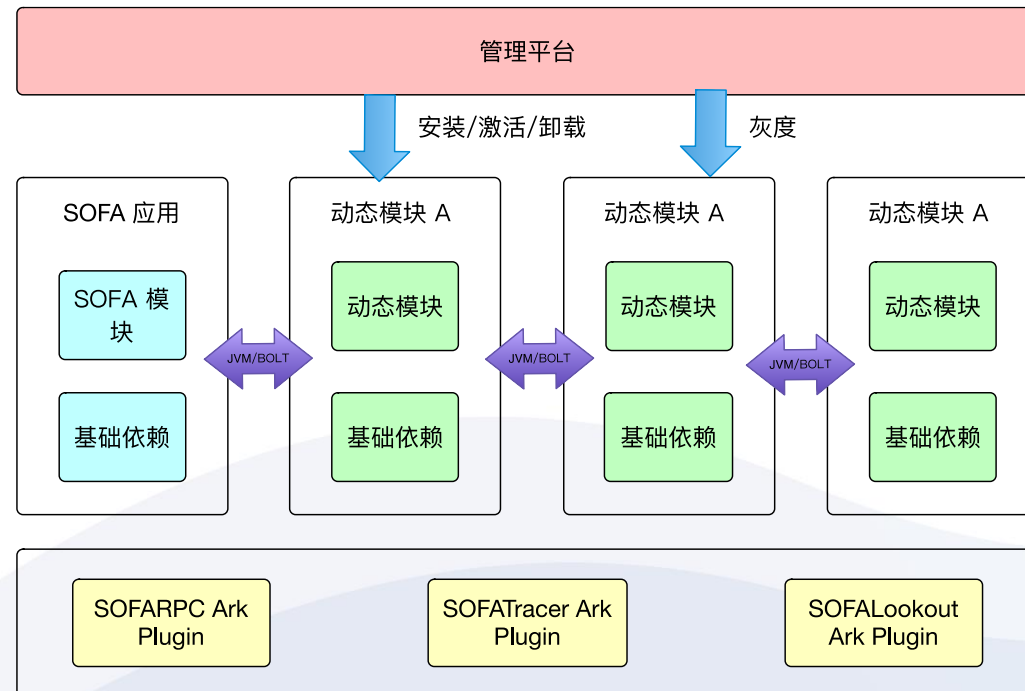 管理平台
安装/激活/卸载
灰度
SOFA 应用
动态模块 A
动态模块 A
动态模块 A
SOFA 模
块
动态模块
动态模块
动态模块
JVM/BOLT
JVM/BOLT
JVM/BOLT
基础依赖
基础依赖
基础依赖
基础依赖
SOFARPC Ark
Plugin
SOFATracer Ark
Plugin
SOFALookout
Ark Plugin